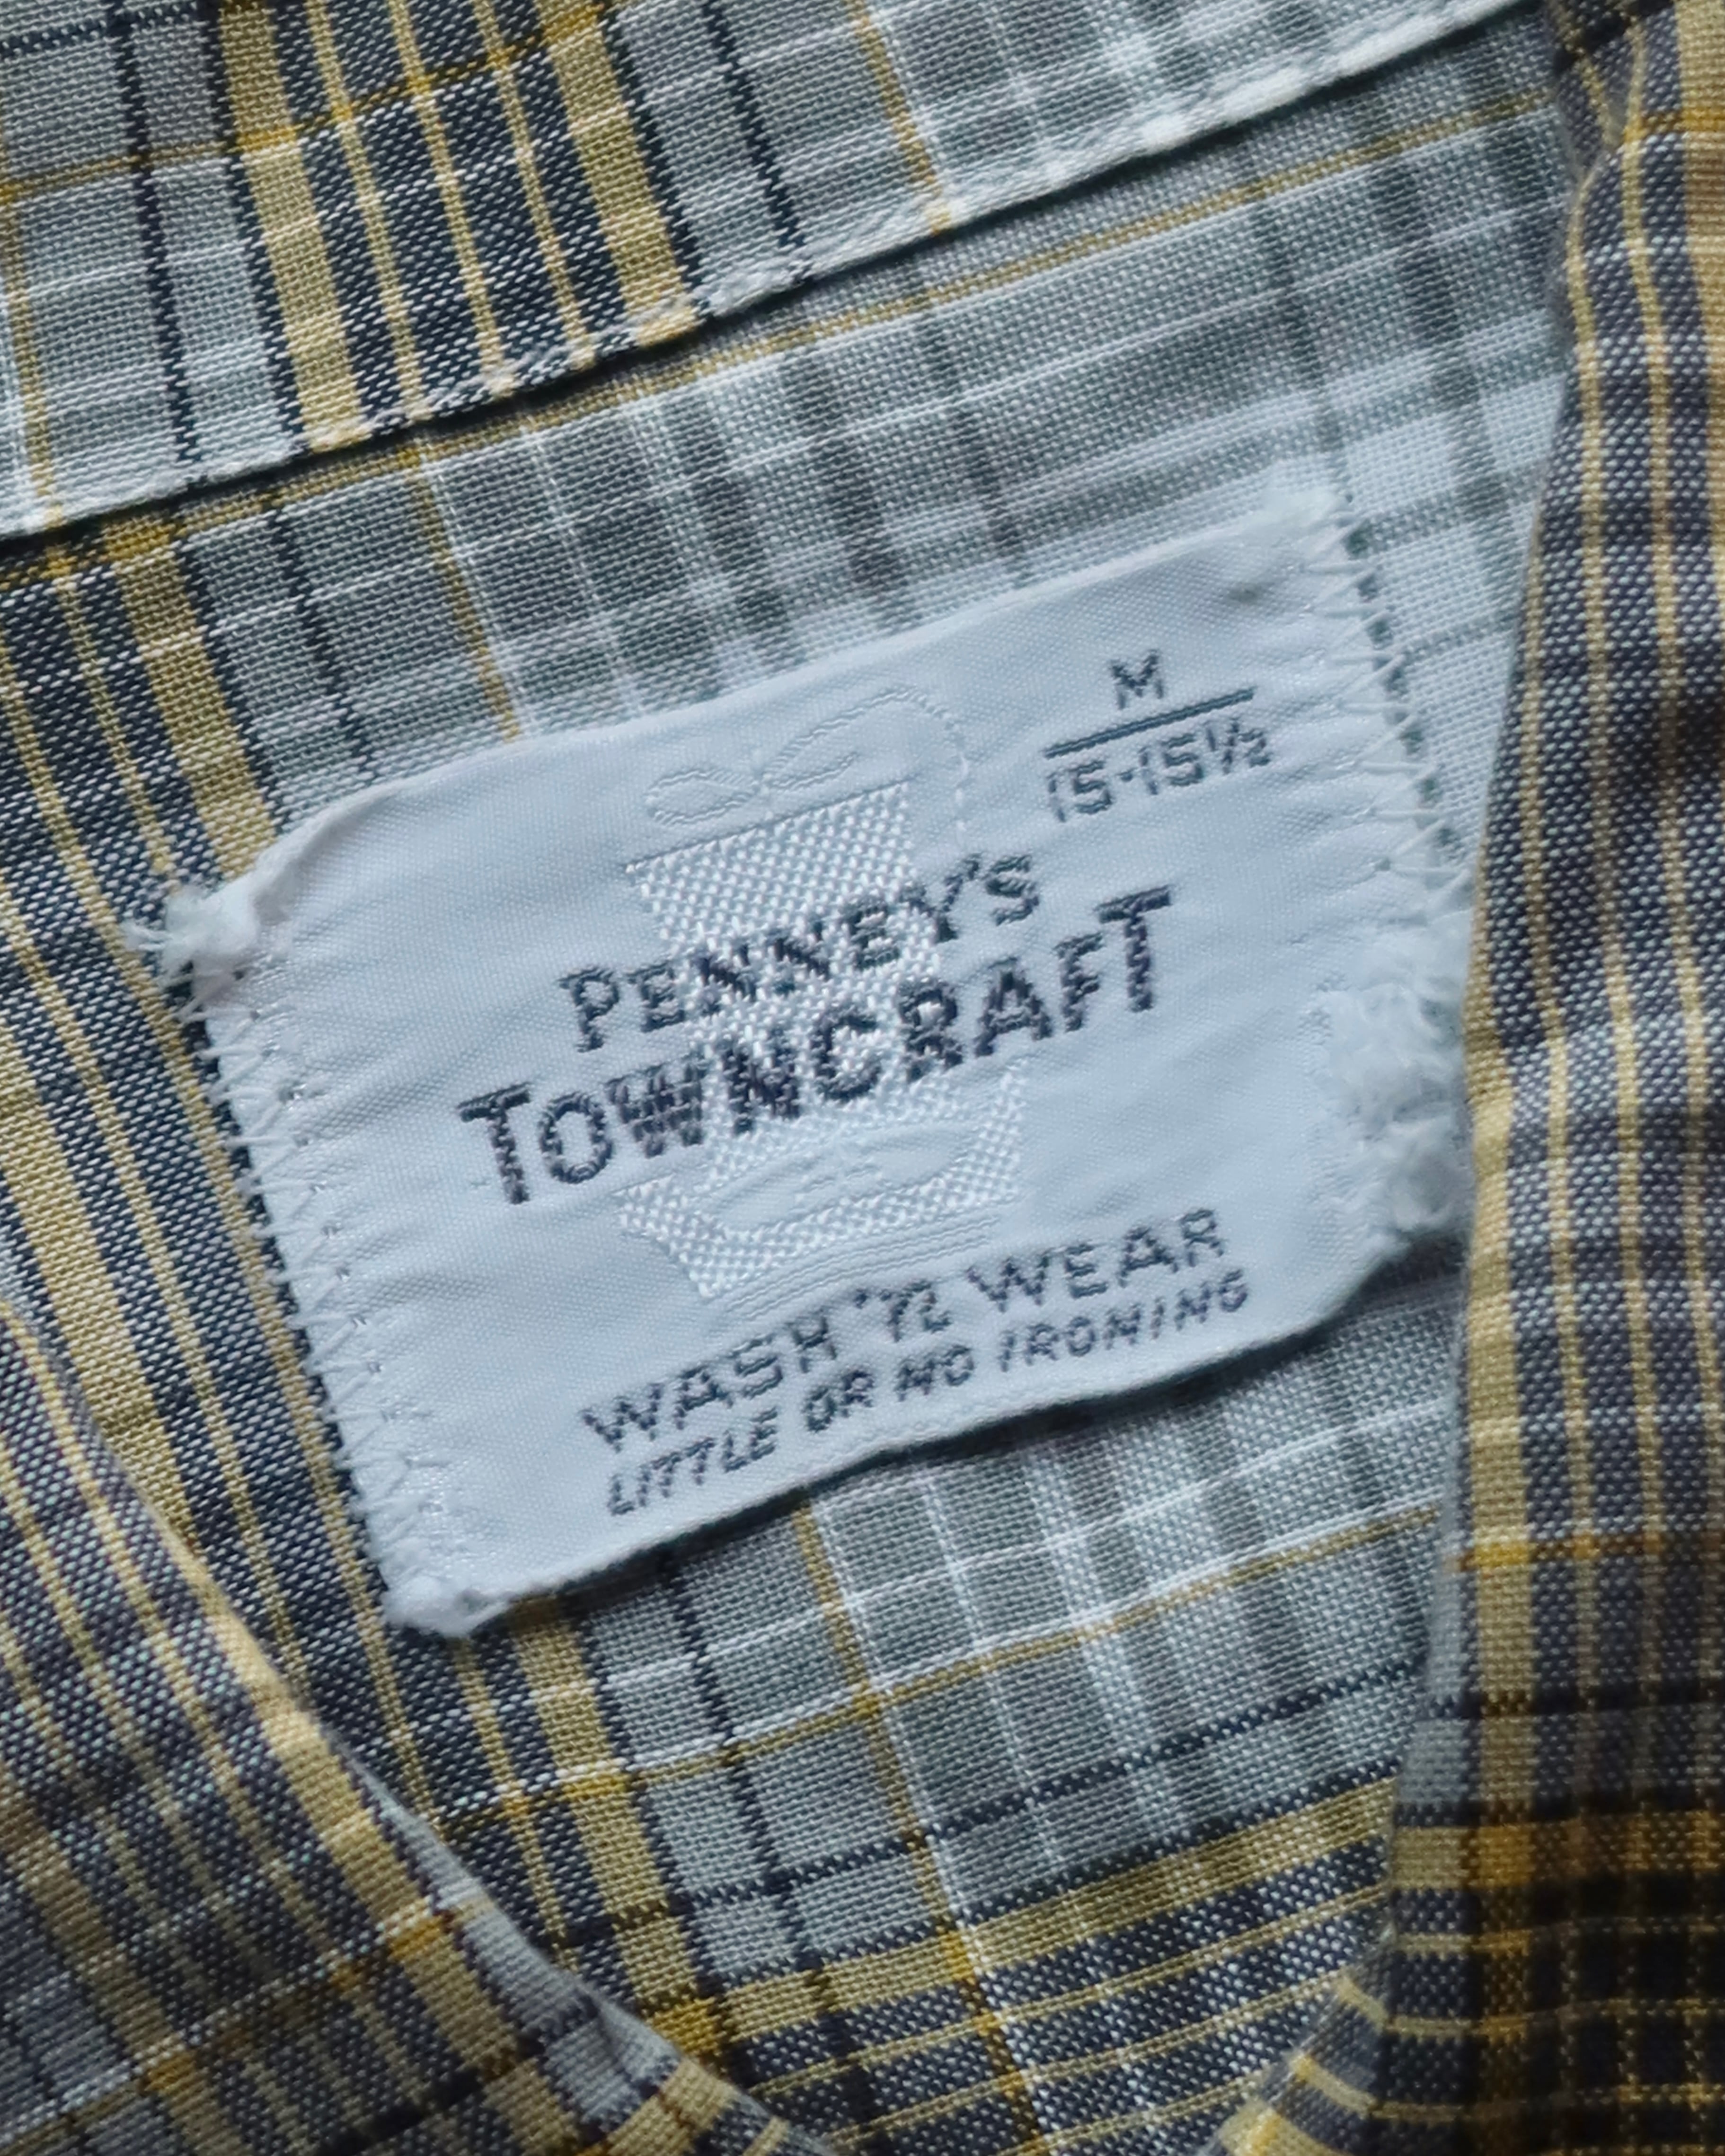 M
15-15½
PENNEY'S
TOWNCRAFT
WASH 'n WEAR
LITTLE OR NO IRONING